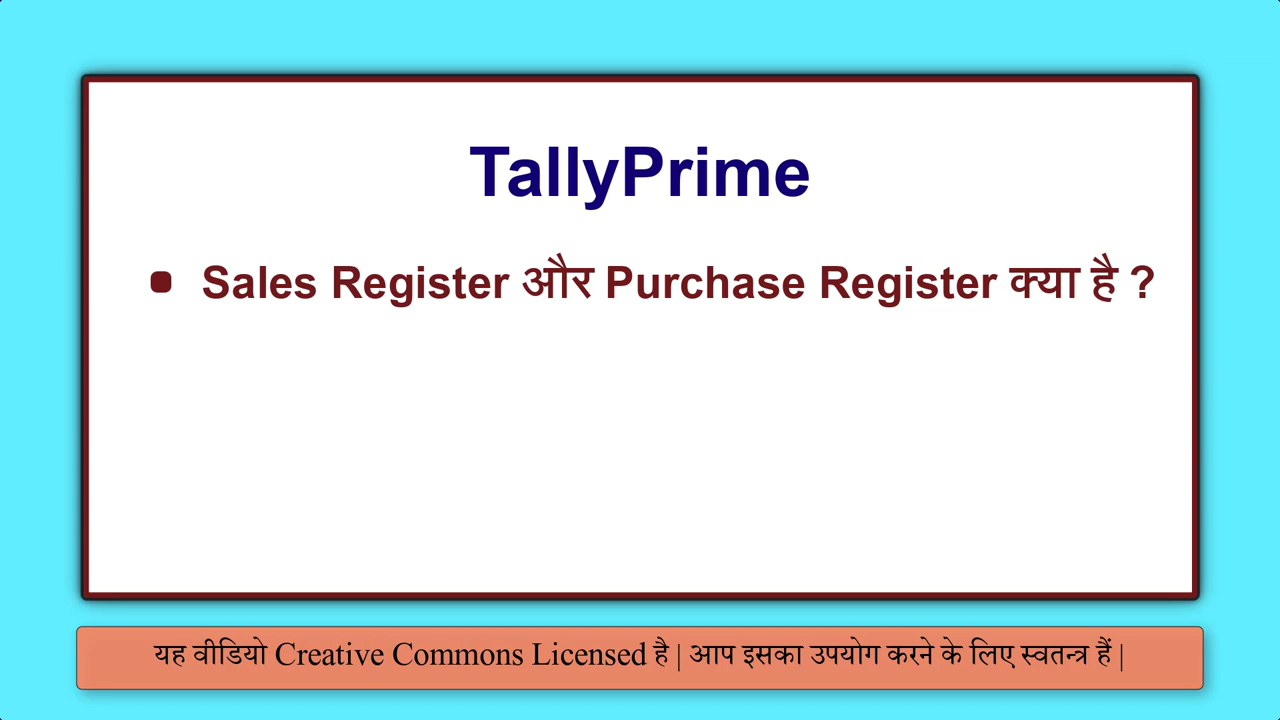 TallyPrime
Sales Register और Purchase Register क्या है ?
यह वीडियो Creative Commons Licensed है | आप इसका उपयोग करने के लिए स्वतन्त्र हैं |